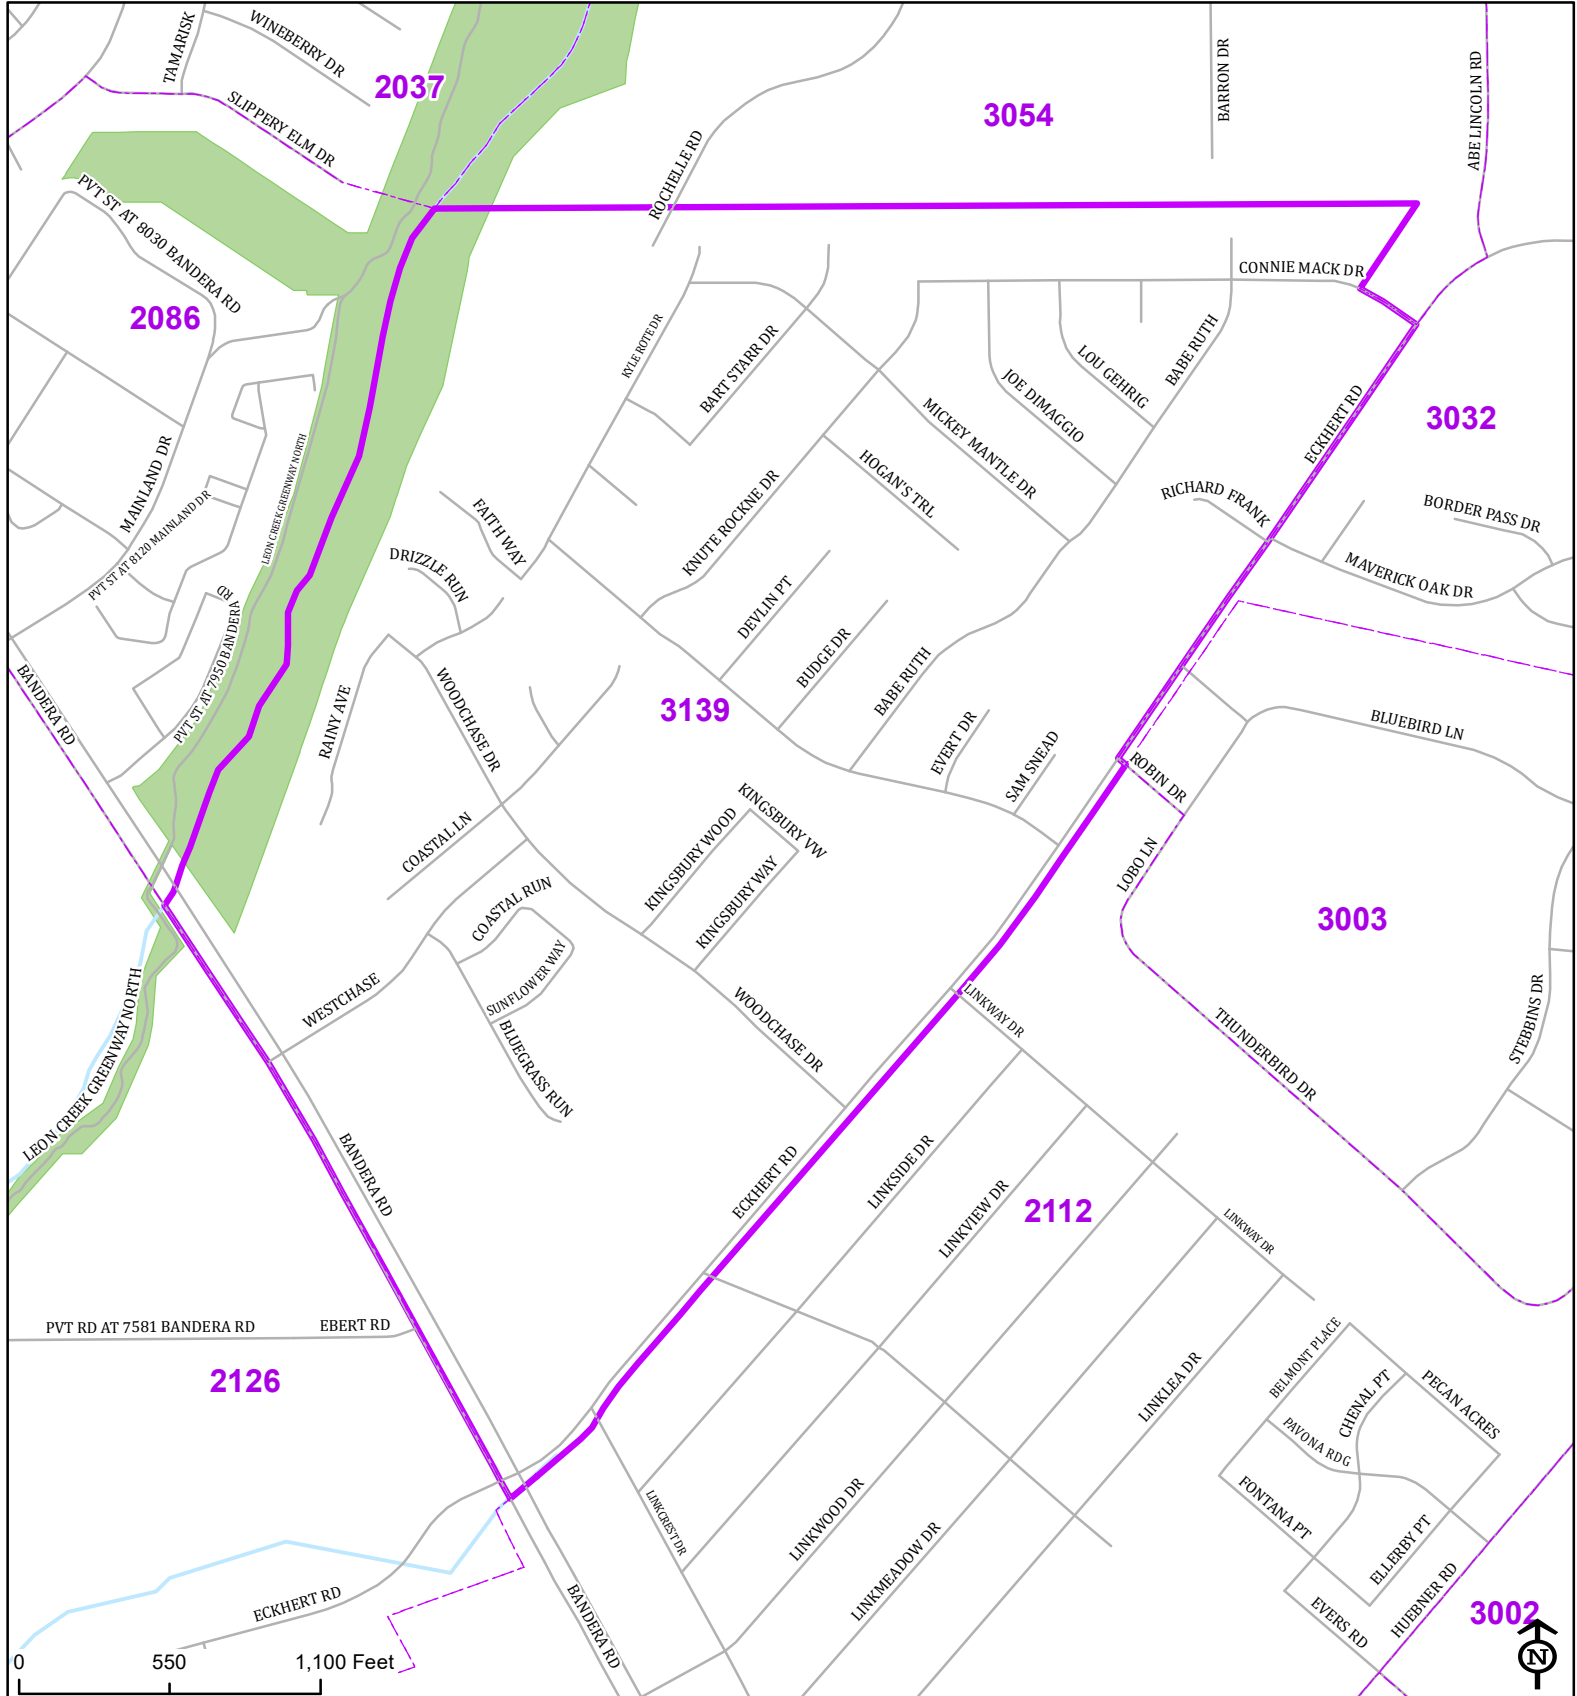 TAMARISK
WINEBERRY DR
2037
SLIPPERY ELM DR
3054
BARRON DR
ABE LINCOLN RD
ROCHELLE RD
PVT ST AT 8030 BANDERA RD
2086
CONNIE MACK DR
KYLE ROTE DR
BART STARR DR
LOU GEHRIG
BABE RUTH
JOE DIMAGGIO
MICKEY MANTLE DR
ECKHERT RD
3032
MAINLAND DR
PVT ST AT 8120 MAINLAND DR
LEON CREEK GREENWAY NORTH
FAITH WAY
KNUTE ROCKNE DR
HOGAN'S TRL
RICHARD FRANK
BORDER PASS DR
DRIZZLE RUN
MAVERICK OAK DR
DEVLIN PT
BUDGE DR
BABE RUTH
PVT ST AT 7950 BANDERA RD
BANDERA RD
RAINY AVE
WOODCHASE DR
3139
EVERT DR
SAM SNEAD
BLUEBIRD LN
ROBIN DR
KINGSBURY WOOD
KINGSBURY VW
KINGSBURY WAY
COASTAL LN
LOBO LN
COASTAL RUN
SUNFLOWER WAY
3003
WESTCHASE
LEON CREEK GREENWAY NORTH
WOODCHASE DR
LINKWAY DR
THUNDERBIRD DR
STEBBINS DR
BLUEGRASS RUN
BANDERA RD
ECKHERT RD
LINKSIDE DR
LINKVIEW DR
2112
LINKWAY DR
PVT RD AT 7581 BANDERA RD
EBERT RD
2126
BELMONT PLACE
CHENAL PT
PECAN ACRES
LINKLEA DR
PAVONA RDG
FONTANA PT
LINKCREST DR
LINKWOOD DR
LINKMEADOW DR
ELLERBY PT
HUEBNER RD
EVERS RD
3002
ECKHERT RD
BANDERA RD
0 550 1,100 Feet
N